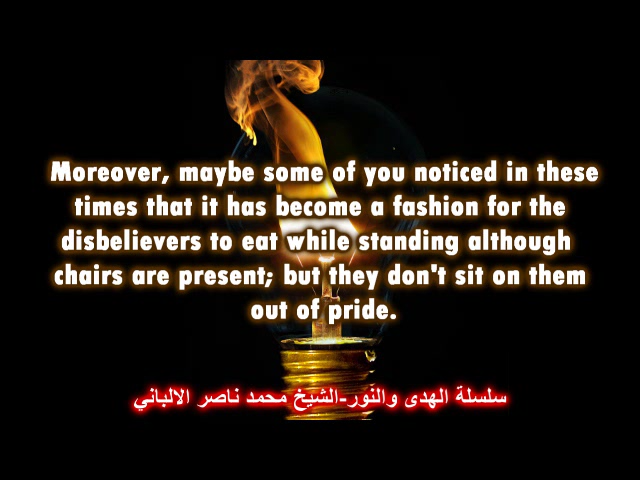 Moreover, maybe some of you noticed in these
times that it has become a fashion for the
disbelievers to eat while standing although
chairs are present; but they don't sit on them
out of pride.
سلسلة الهدى والنور-الشيخ محمد ناصر الالباني